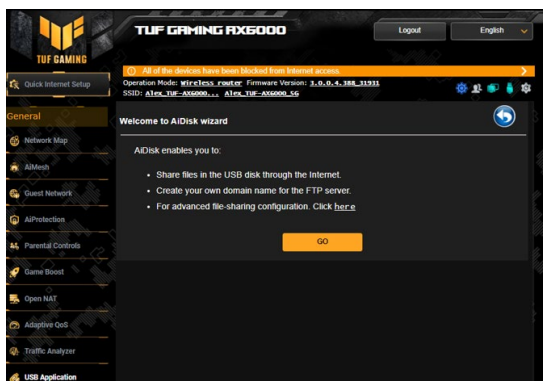 TUF GAMING AX6000
Logout
English
TUF GAMING
All of the devices have been blocked from Internet access.
Quick Internet Setup
Operation Mode: Wireless router Firmware Version: 3.0.0.4.388_31931
SSID: Alex_TUF-AX6000... Alex_TUF-AX6000_5G
General
Welcome to AiDisk wizard
Network Map
AiDisk enables you to:
AiMesh
Share files in the USB disk through the Internet.
Guest Network
Create your own domain name for the FTP server.
For advanced file-sharing configuration. Click here
AiProtection
GO
Parental Controls
Game Boost
Open NAT
Adaptive QoS
Traffic Analyzer
USB Application